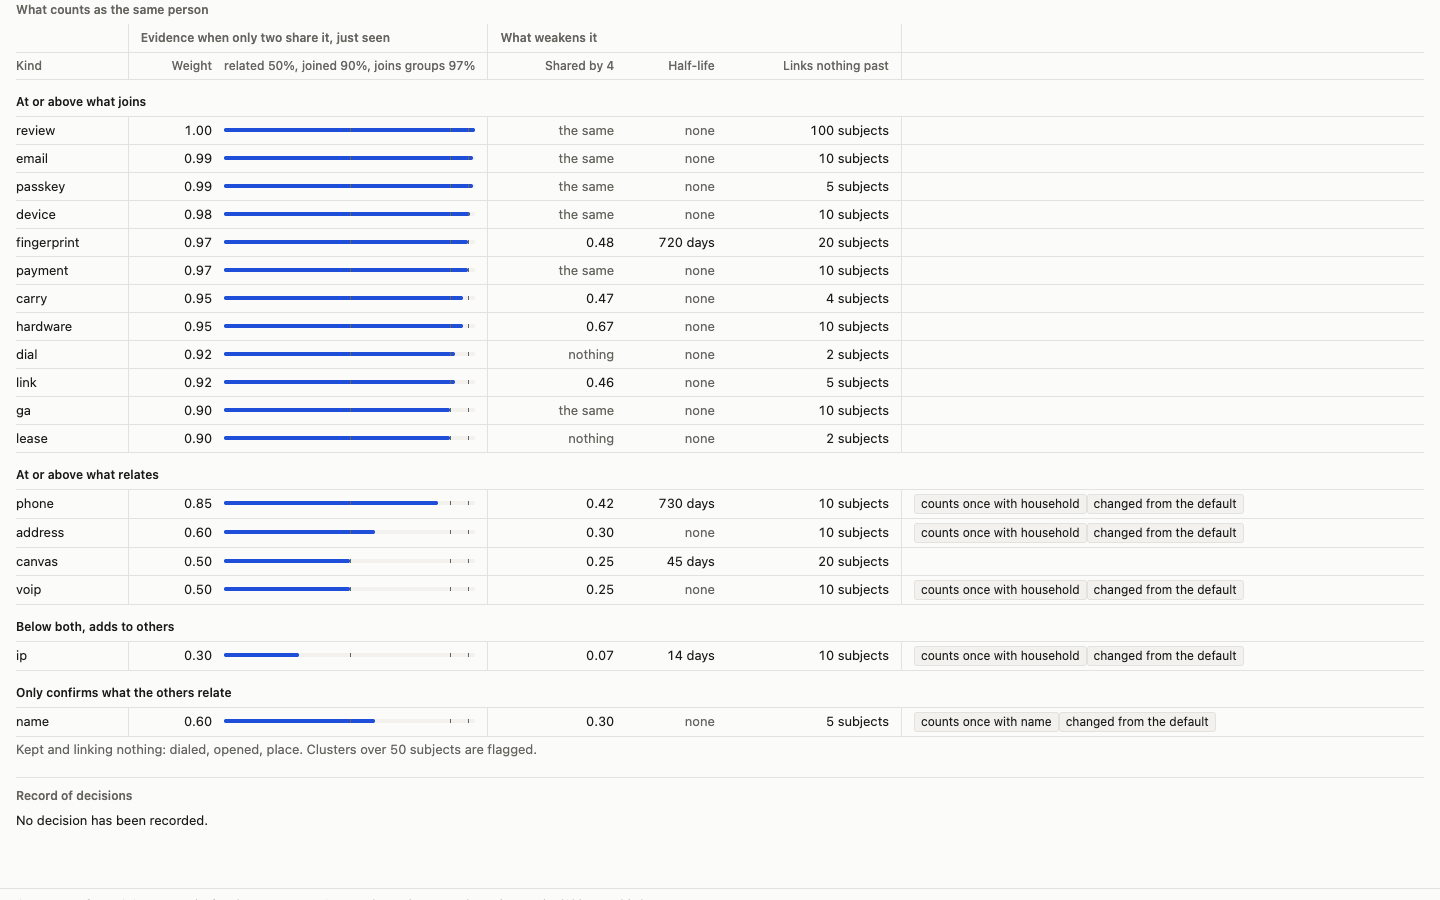 What counts as the same person
Evidence when only two share it, just seen What weakens it
Kind Weight related 50%, joined 90%, joins groups 97% Shared by 4 Half-life Links nothing past
At or above what joins
review 1.00 the same none 100 subjects
email 0.99 the same none 10 subjects
passkey 0.99 the same none 5 subjects
device 0.98 the same none 10 subjects
fingerprint 0.97 0.48 720 days 20 subjects
payment 0.97 the same none 10 subjects
carry 0.95 0.47 none 4 subjects
hardware 0.95 0.67 none 10 subjects
dial 0.92 nothing none 2 subjects
link 0.92 0.46 none 5 subjects
ga 0.90 the same none 10 subjects
lease 0.90 nothing none 2 subjects
At or above what relates
phone 0.85 0.42 730 days 10 subjects counts once with household changed from the default
address 0.60 0.30 none 10 subjects counts once with household changed from the default
canvas 0.50 0.25 45 days 20 subjects
voip 0.50 0.25 none 10 subjects counts once with household changed from the default
Below both, adds to others
ip 0.30 0.07 14 days 10 subjects counts once with household changed from the default
Only confirms what the others relate
name 0.60 0.30 none 5 subjects counts once with name changed from the default
Kept and linking nothing: dialed, opened, place. Clusters over 50 subjects are flagged.
Record of decisions
No decision has been recorded.